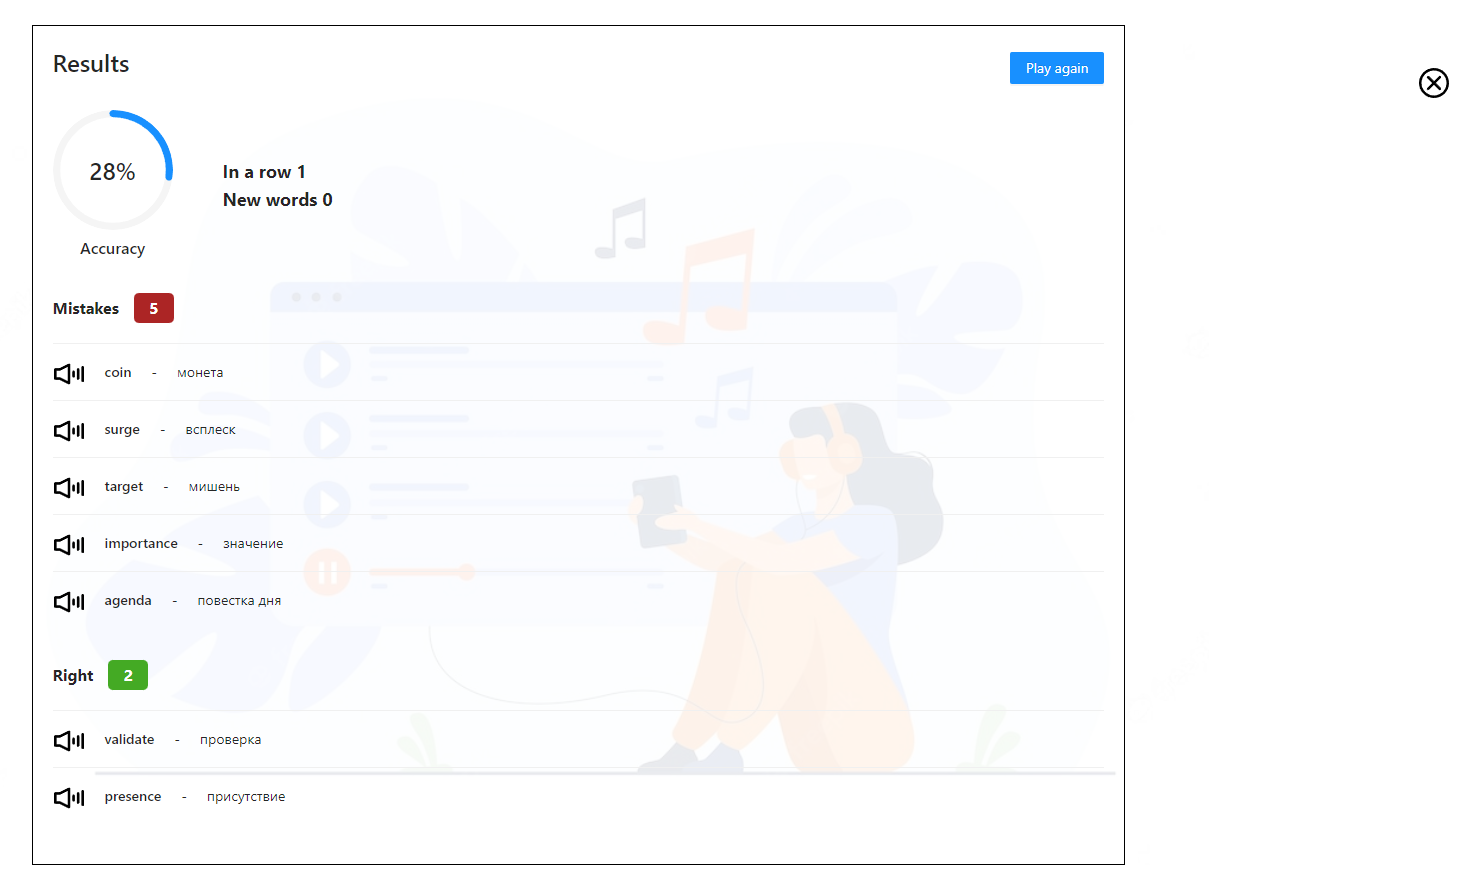 Results
Play again
28%
In a row 1
New words 0
Accuracy
Mistakes 5
coin - монета
surge - всплеск
target - мишень
importance - значение
agenda - повестка дня
Right 2
validate - проверка
presence - присутствие